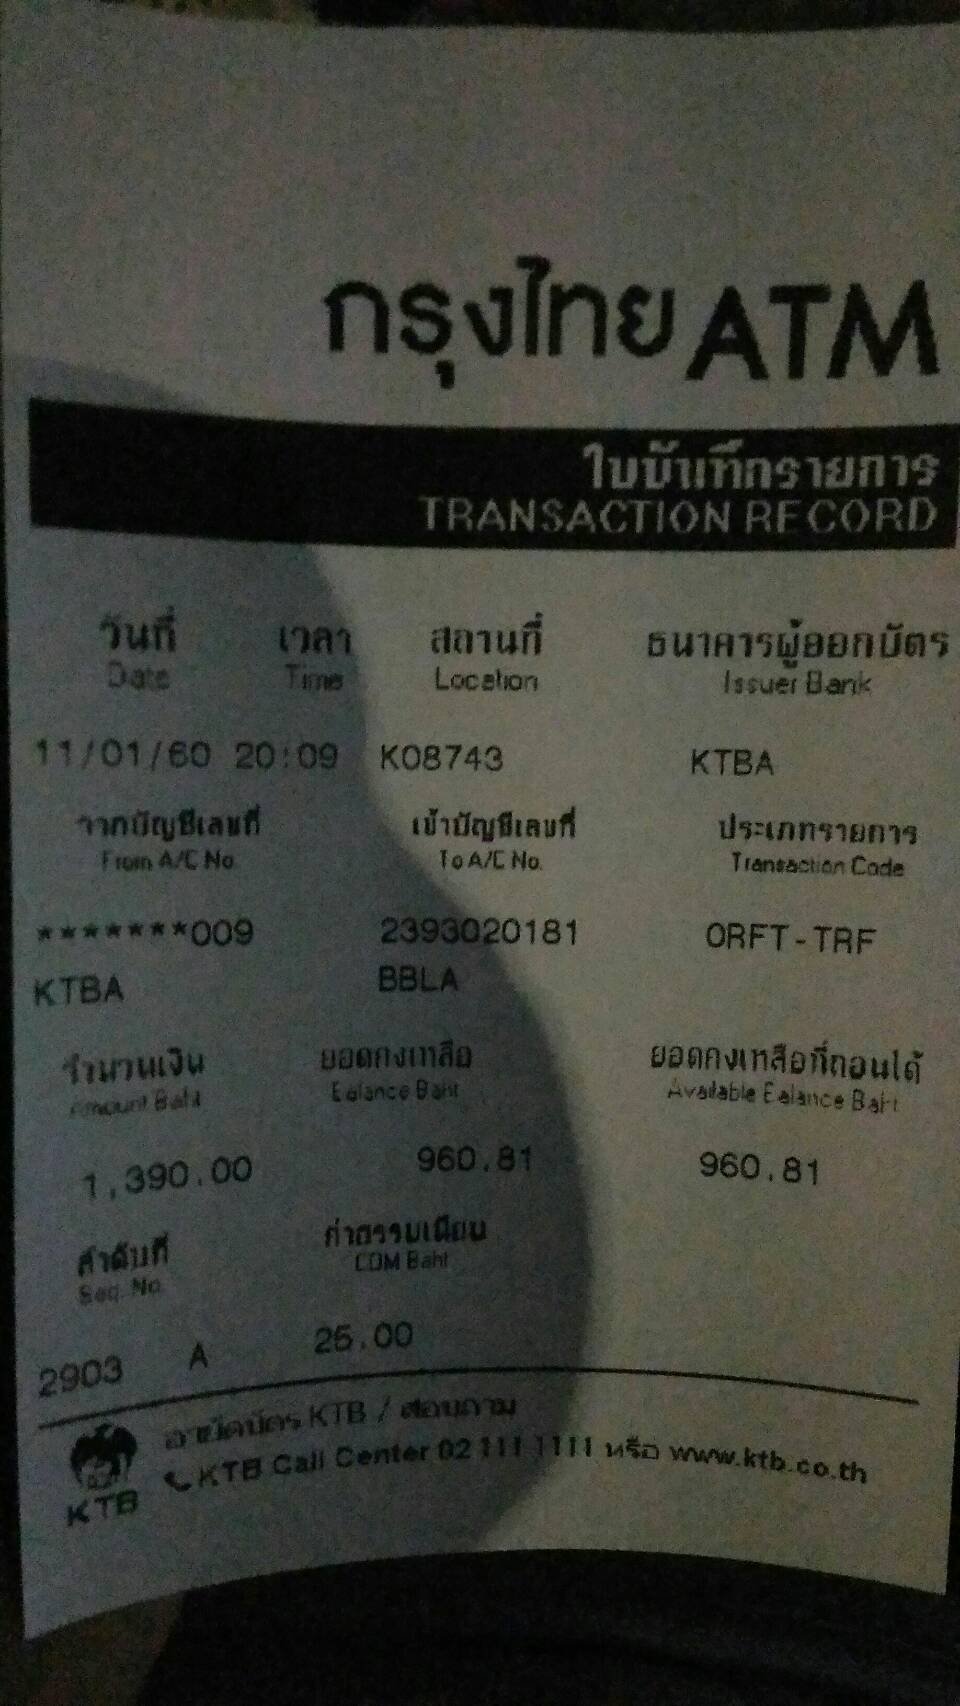 กรุงไทย ATM
ใบบันทึกรายการ
TRANSACTION RECORD
วันที่ เวลา สถานที่ ธนาคารผู้ออกบัตร
Date Time Location Issuer Bank
11/01/60 20:09 K08743 KTBA
จากบัญชีเลขที่ เข้าบัญชีเลขที่ ประเภทรายการ
From A/C No. To A/C No. Transaction Code
*******009 2393020181 ORFT-TRF
KTBA BBLA
จำนวนเงิน ยอดคงเหลือ ยอดคงเหลือที่ถอนได้
Amount Baht Balance Baht Available Balance Baht
1,390.00 960.81 960.81
ลำดับที่ ค่าธรรมเนียม
Seq. No. COM Baht
2903 A 25.00
อายัดบัตร KTB / สอบถาม
KTB Call Center 02 111 1111 หรือ www.ktb.co.th
KTB